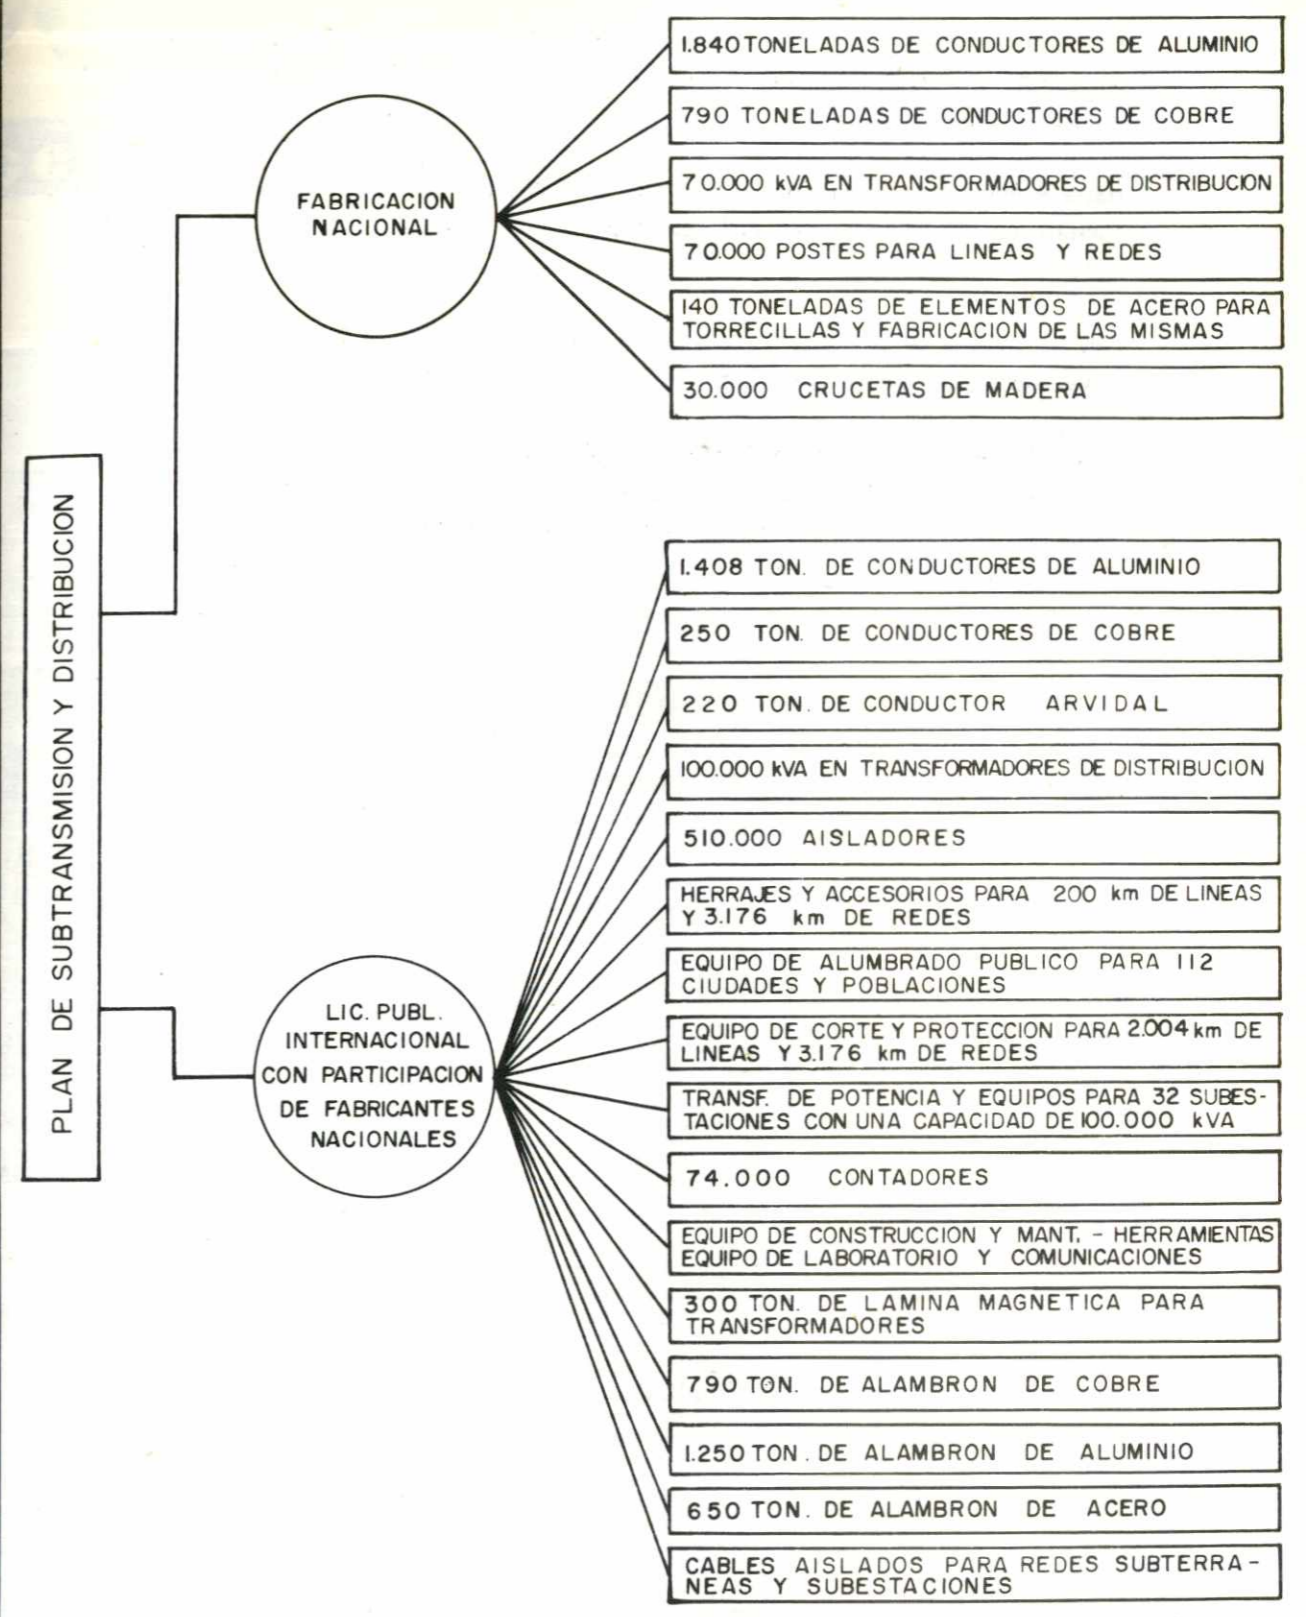 PLAN DE SUBTRANSMISION Y DISTRIBUCION
FABRICACION
NACIONAL
1.840 TONELADAS DE CONDUCTORES DE ALUMINIO
790 TONELADAS DE CONDUCTORES DE COBRE
70.000 kVA EN TRANSFORMADORES DE DISTRIBUCION
70.000 POSTES PARA LINEAS Y REDES
140 TONELADAS DE ELEMENTOS DE ACERO PARA
TORRECILLAS Y FABRICACION DE LAS MISMAS
30.000 CRUCETAS DE MADERA
LIC. PUBL.
INTERNACIONAL
CON PARTICIPACION
DE FABRICANTES
NACIONALES
1.408 TON. DE CONDUCTORES DE ALUMINIO
250 TON. DE CONDUCTORES DE COBRE
220 TON. DE CONDUCTOR ARVIDAL
100.000 kVA EN TRANSFORMADORES DE DISTRIBUCION
510.000 AISLADORES
HERRAJES Y ACCESORIOS PARA 200 km DE LINEAS
Y 3.176 km DE REDES
EQUIPO DE ALUMBRADO PUBLICO PARA 112
CIUDADES Y POBLACIONES
EQUIPO DE CORTE Y PROTECCION PARA 2.004 km DE
LINEAS Y 3.176 km DE REDES
TRANSF. DE POTENCIA Y EQUIPOS PARA 32 SUBES-
TACIONES CON UNA CAPACIDAD DE 100.000 kVA
74.000 CONTADORES
EQUIPO DE CONSTRUCCION Y MANT. - HERRAMIENTAS
EQUIPO DE LABORATORIO Y COMUNICACIONES
300 TON. DE LAMINA MAGNETICA PARA
TRANSFORMADORES
790 TON. DE ALAMBRON DE COBRE
1.250 TON. DE ALAMBRON DE ALUMINIO
650 TON. DE ALAMBRON DE ACERO
CABLES AISLADOS PARA REDES SUBTERRA-
NEAS Y SUBESTACIONES